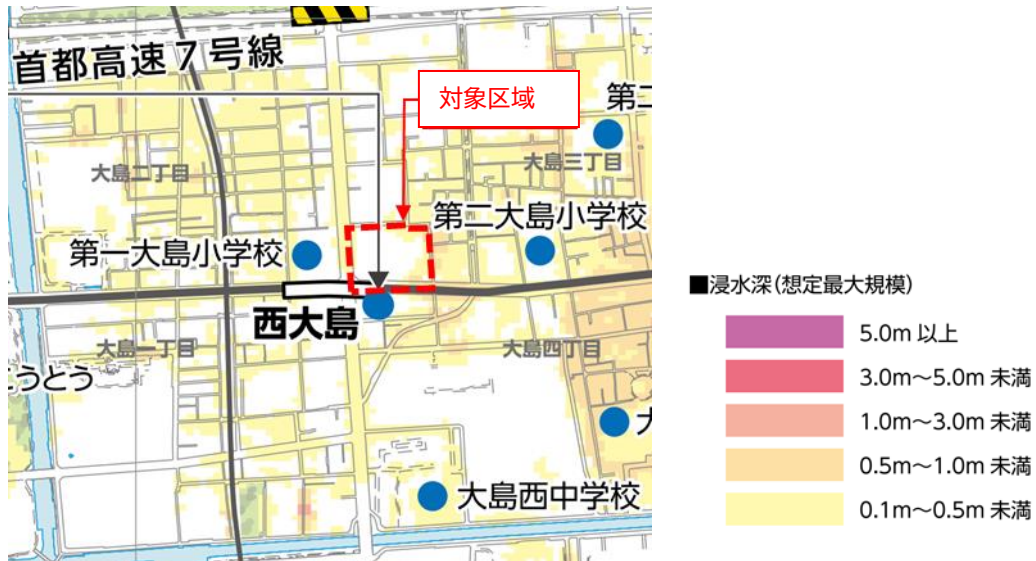 首都高速7号線
対象区域
第二
大島二丁目
大島三丁目
第二大島小学校
第一大島小学校
西大島
大島一丁目
大島四丁目
こうとう
大
大島西中学校
■浸水深(想定最大規模)
5.0m 以上
3.0m～5.0m 未満
1.0m～3.0m 未満
0.5m～1.0m 未満
0.1m～0.5m 未満